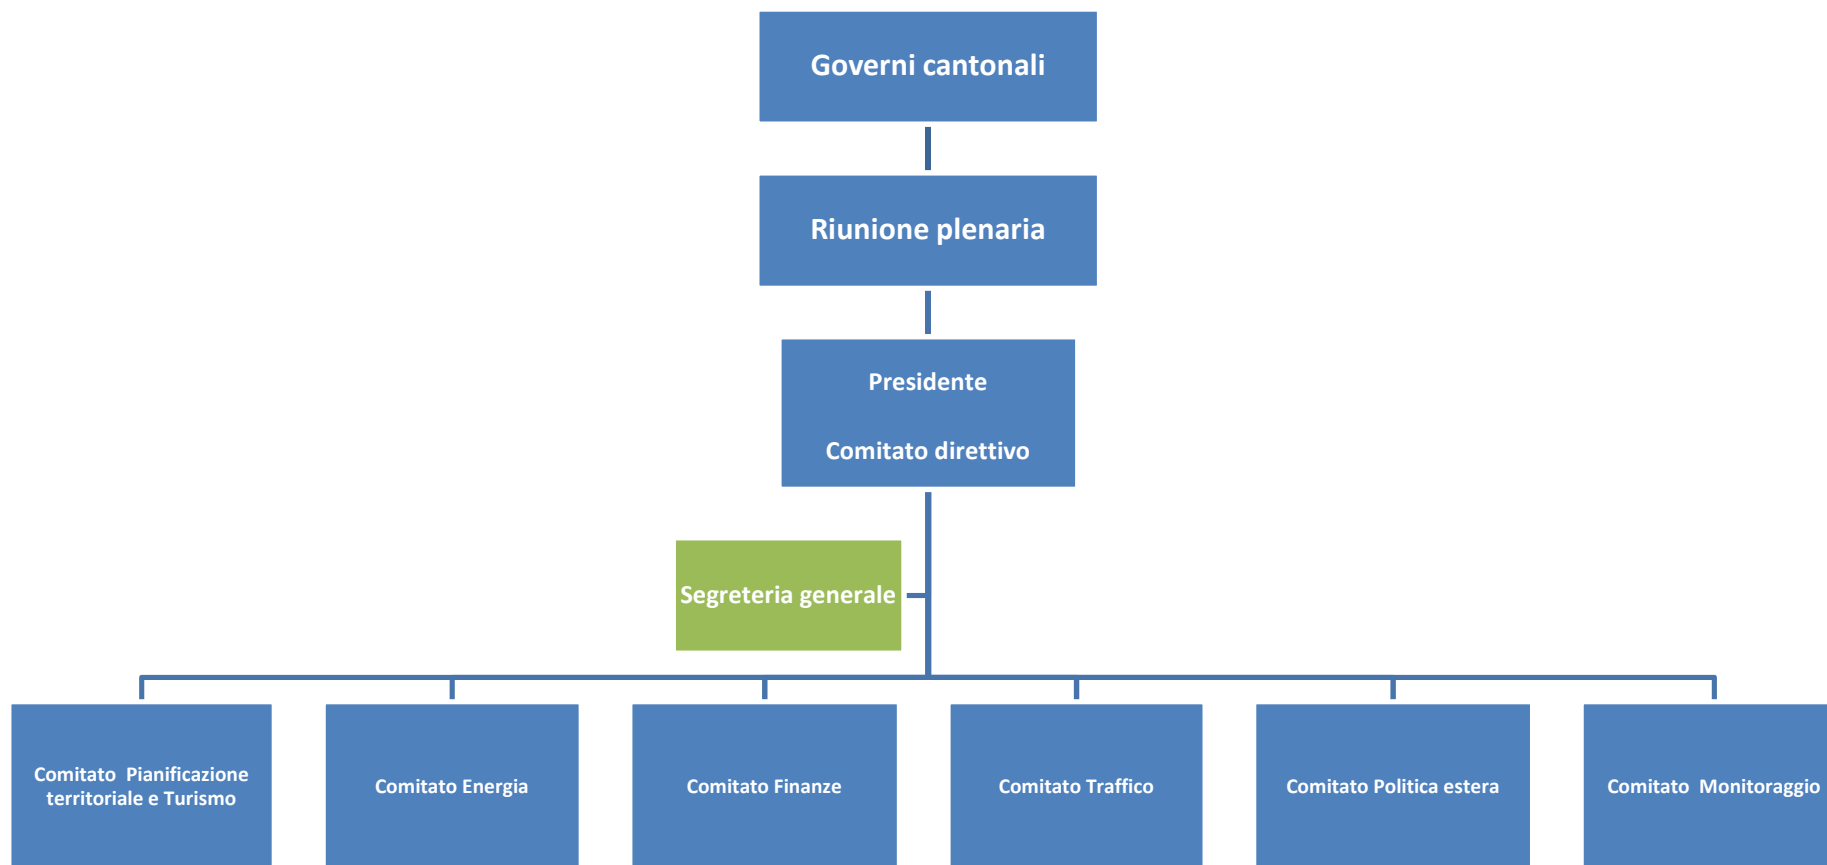 Governi cantonali
Riunione plenaria
Presidente
Comitato direttivo
Segreteria generale
Comitato Pianificazione
territoriale e Turismo
Comitato Energia
Comitato Finanze
Comitato Traffico
Comitato Politica estera
Comitato Monitoraggio